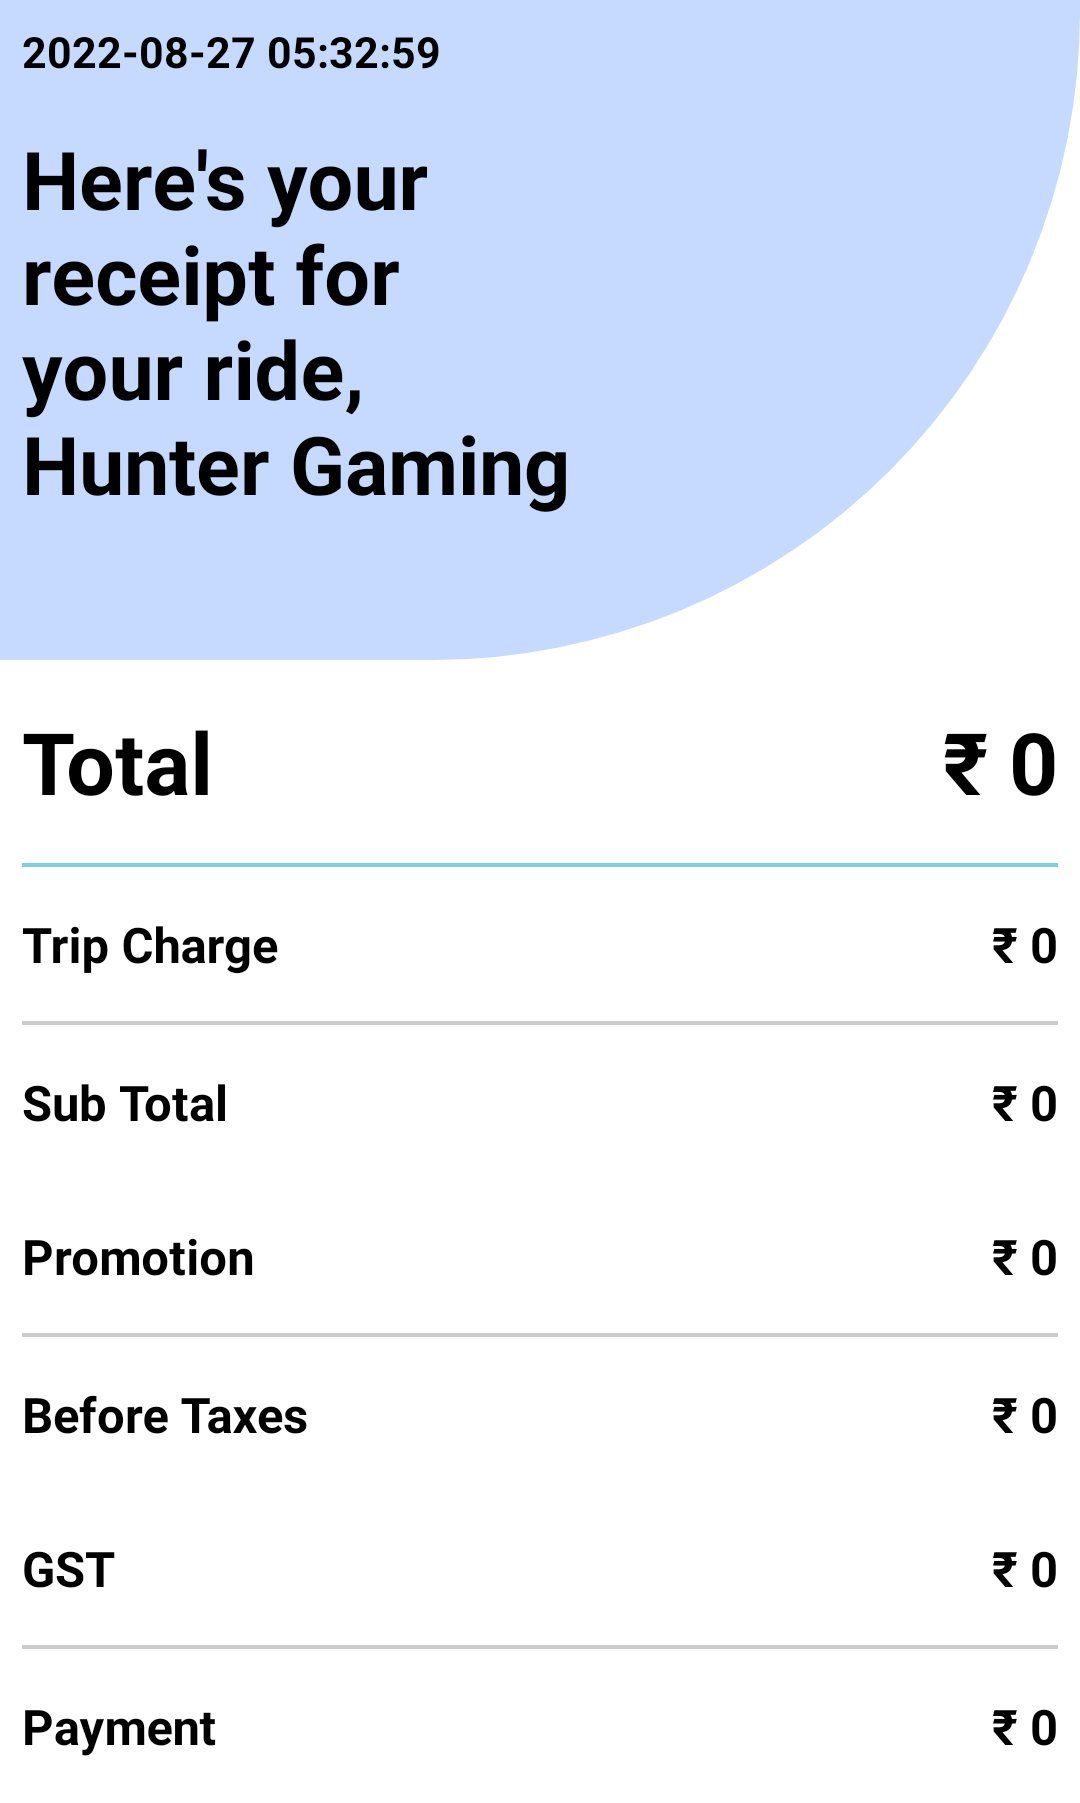 2022-08-27 05:32:59
Here's your
receipt for
your ride,
Hunter Gaming
Total ₹ 0
Trip Charge ₹ 0
Sub Total ₹ 0
Promotion ₹ 0
Before Taxes ₹ 0
GST ₹ 0
Payment ₹ 0